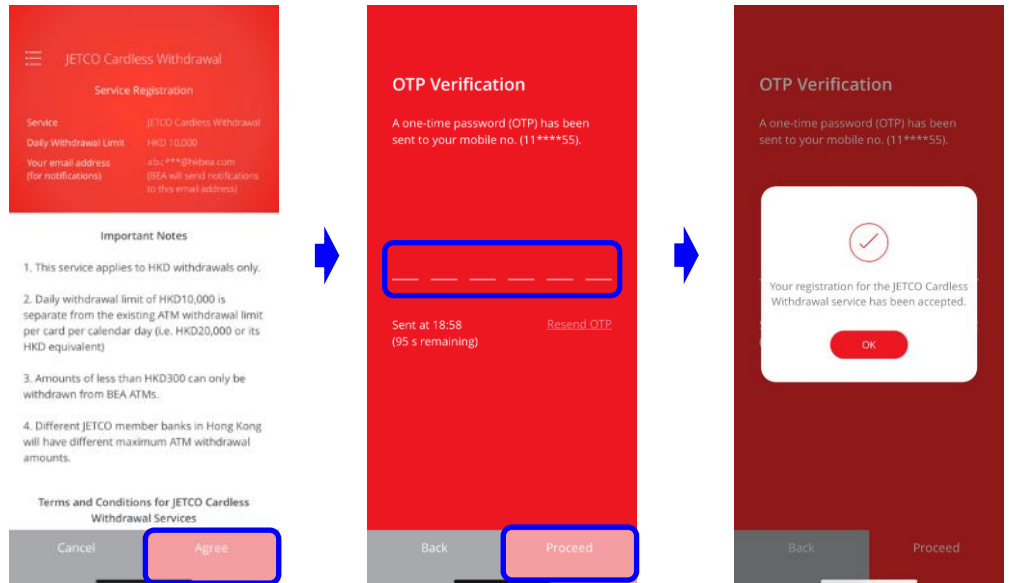 JETCO Cardless Withdrawal
Service Registration
Service JETCO Cardless Withdrawal
Daily Withdrawal Limit HKD 10,000
Your email address abc***@hkbea.com
(for notifications) (BEA will send notifications
to this email address)
Important Notes
1. This service applies to HKD withdrawals only.
2. Daily withdrawal limit of HKD10,000 is
separate from the existing ATM withdrawal limit
per card per calendar day (i.e. HKD20,000 or its
HKD equivalent)
3. Amounts of less than HKD300 can only be
withdrawn from BEA ATMs.
4. Different JETCO member banks in Hong Kong
will have different maximum ATM withdrawal
amounts.
Terms and Conditions for JETCO Cardless
Withdrawal Services
Cancel Agree
OTP Verification
A one-time password (OTP) has been
sent to your mobile no. (11****55).
Sent at 18:58 Resend OTP
(95 s remaining)
Back Proceed
OTP Verification
A one-time password (OTP) has been
sent to your mobile no. (11****55).
Your registration for the JETCO Cardless
Withdrawal service has been accepted.
OK
Back Proceed